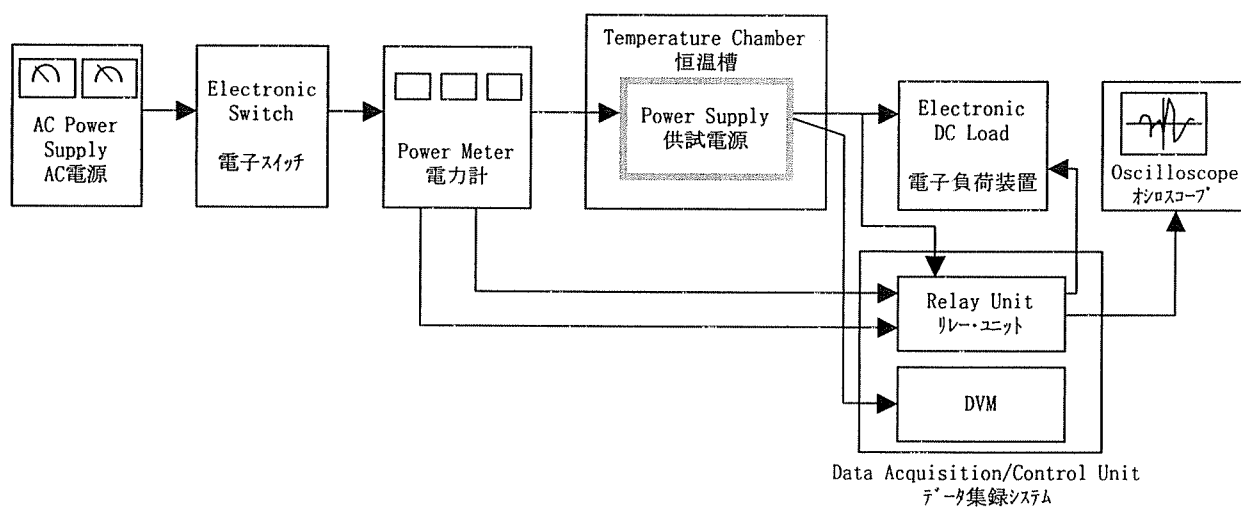 AC Power
Supply
AC電源
Electronic
Switch
電子スイッチ
Power Meter
電力計
Temperature Chamber
恒温槽
Power Supply
供試電源
Electronic
DC Load
電子負荷装置
Oscilloscope
オシロスコープ
Relay Unit
リレー・ユニット
DVM
Data Acquisition/Control Unit
データ集録システム